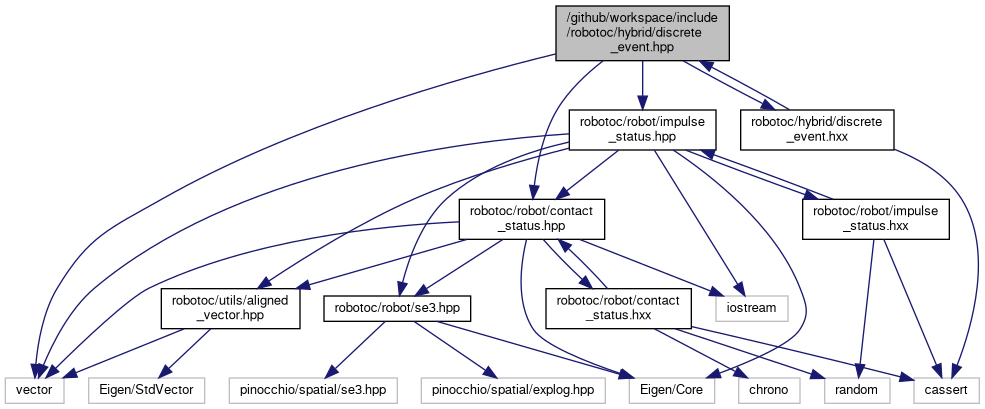 /github/workspace/include
/robotoc/hybrid/discrete
_event.hpp
robotoc/robot/impulse
_status.hpp
robotoc/hybrid/discrete
_event.hxx
robotoc/robot/contact
_status.hpp
robotoc/robot/impulse
_status.hxx
robotoc/utils/aligned
_vector.hpp
robotoc/robot/se3.hpp
robotoc/robot/contact
_status.hxx
iostream
vector
Eigen/StdVector
pinocchio/spatial/se3.hpp
pinocchio/spatial/explog.hpp
Eigen/Core
chrono
random
cassert